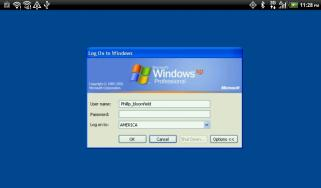 11:28 PM
Log On to Windows
Microsoft
Windows xp
Professional
Copyright © 1985-2001
Microsoft Corporation
Microsoft
User name: Philip_bloomfield
Password:
Log on to: AMERICA
OK Cancel Shut Down... Options <<